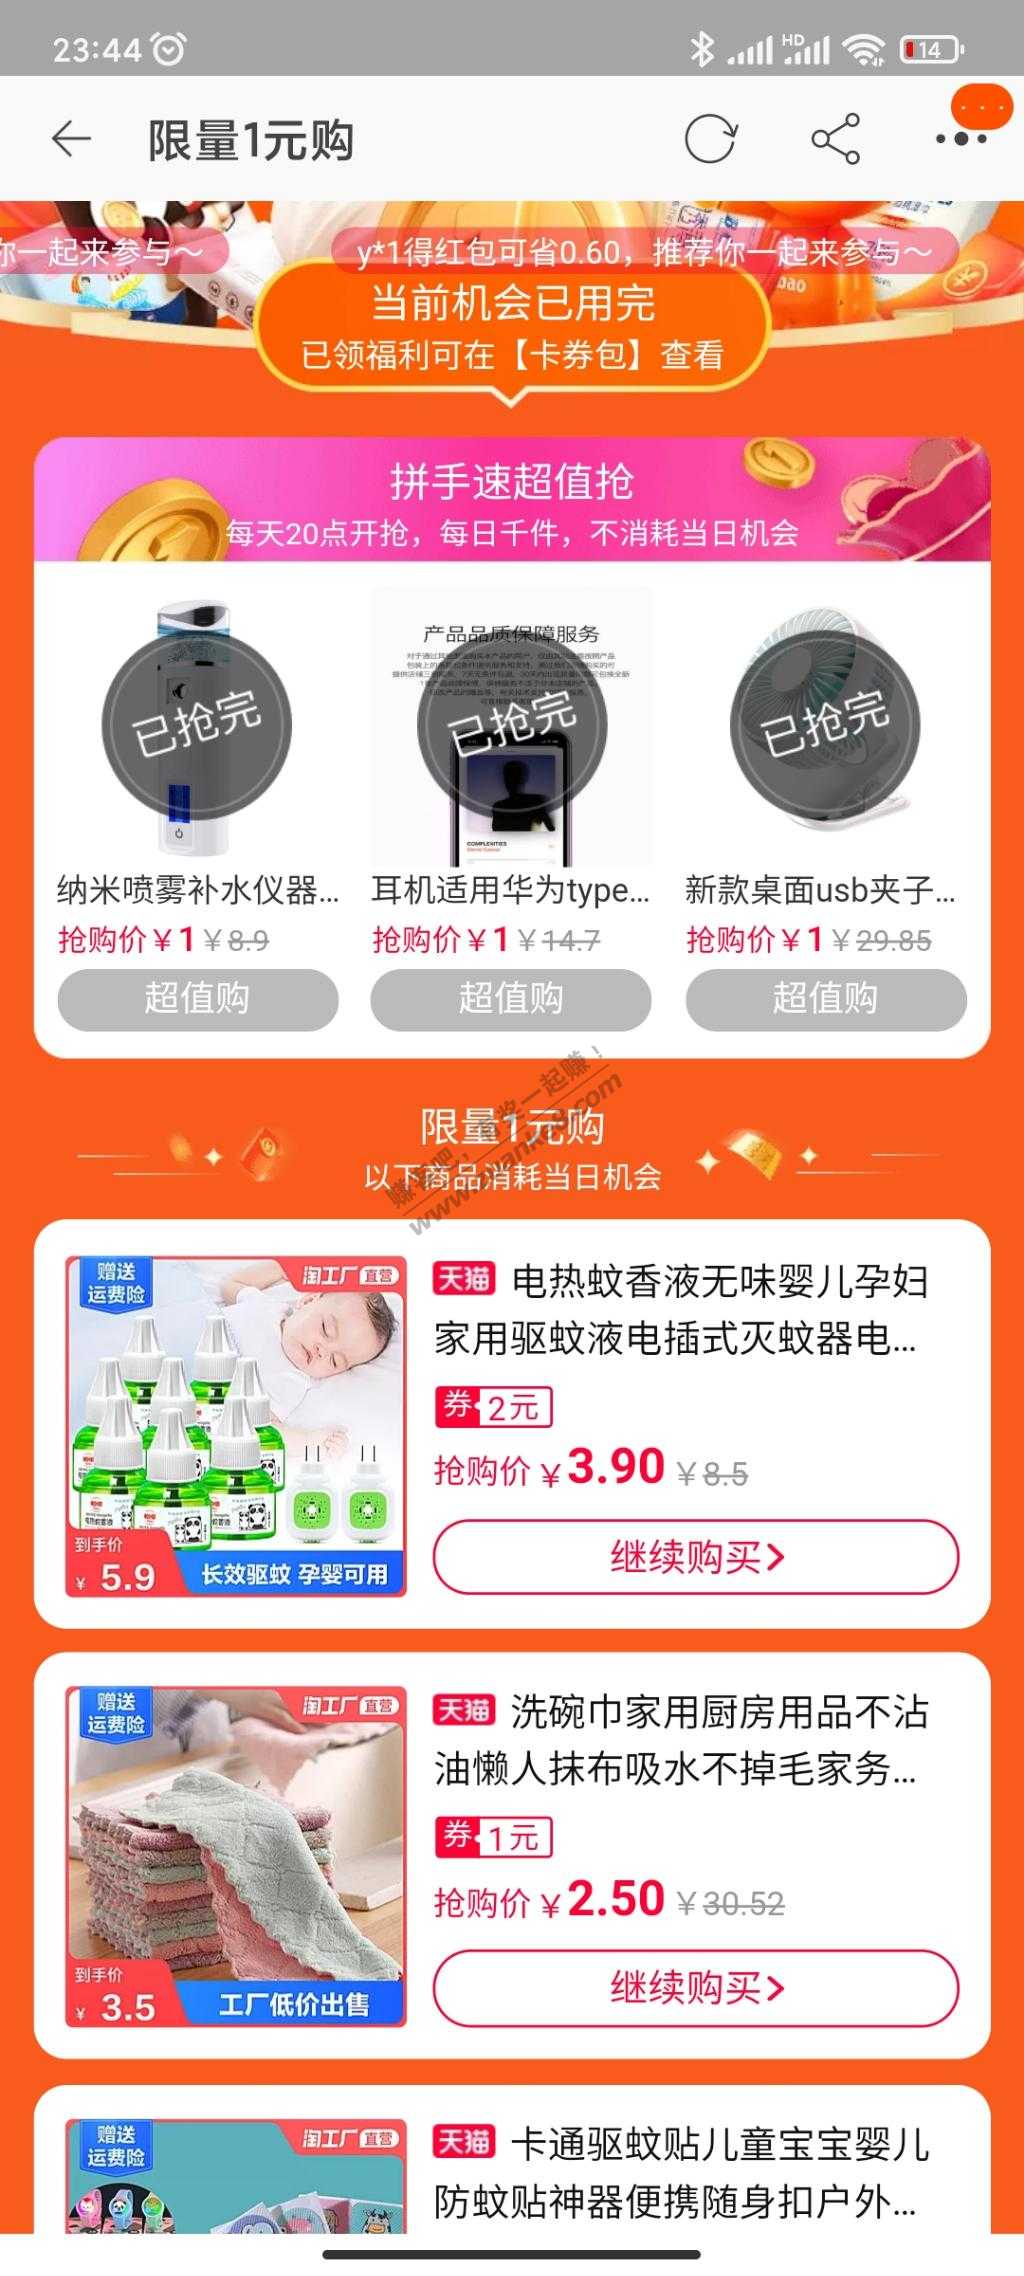 23:44
HD
14
限量1元购
你一起来参与～
y*1得红包可省0.60，推荐你一起来参与～
当前机会已用完
已领福利可在【卡券包】查看
拼手速超值抢
每天20点开抢，每日千件，不消耗当日机会
产品品质保障服务
已抢完
已抢完
已抢完
COMPLEXITIES
纳米喷雾补水仪器...
耳机适用华为type...
新款桌面usb夹子...
抢购价￥1 ￥8.9
抢购价￥1 ￥14.7
抢购价￥1 ￥29.85
超值购
超值购
超值购
限量1元购
以下商品消耗当日机会
赠送
运费险
淘工厂 直营
天猫 电热蚊香液无味婴儿孕妇
家用驱蚊液电插式灭蚊器电...
券 2元
抢购价 ￥3.90 ￥8.5
到手价
￥ 5.9
长效驱蚊 孕婴可用
继续购买>
赠送
运费险
淘工厂 直营
天猫 洗碗巾家用厨房用品不沾
油懒人抹布吸水不掉毛家务...
券 1元
抢购价 ￥2.50 ￥30.52
到手价
￥ 3.5
工厂低价出售
继续购买>
赠送
运费险
淘工厂 直营
天猫 卡通驱蚊贴儿童宝宝婴儿
防蚊贴神器便携随身扣户外...